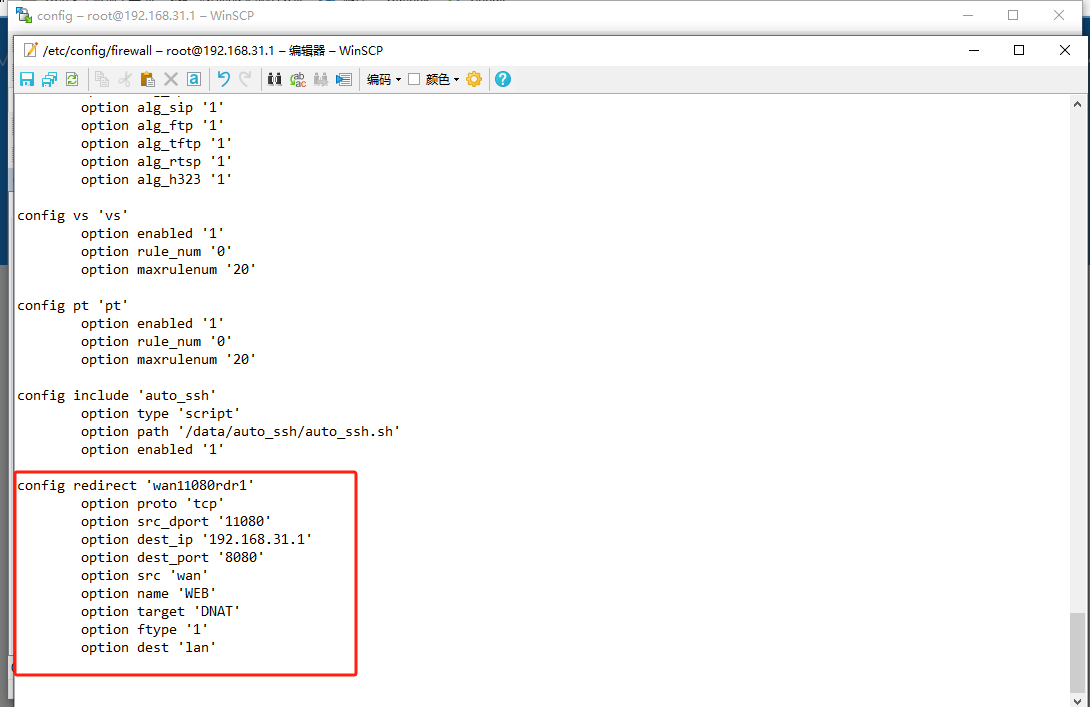 config – root@192.168.31.1 – WinSCP
/etc/config/firewall – root@192.168.31.1 – 编辑器 – WinSCP
编码 颜色
option alg_sip '1'
option alg_ftp '1'
option alg_tftp '1'
option alg_rtsp '1'
option alg_h323 '1'
config vs 'vs'
option enabled '1'
option rule_num '0'
option maxrulenum '20'
config pt 'pt'
option enabled '1'
option rule_num '0'
option maxrulenum '20'
config include 'auto_ssh'
option type 'script'
option path '/data/auto_ssh/auto_ssh.sh'
option enabled '1'
config redirect 'wan11080rdr1'
option proto 'tcp'
option src_dport '11080'
option dest_ip '192.168.31.1'
option dest_port '8080'
option src 'wan'
option name 'WEB'
option target 'DNAT'
option ftype '1'
option dest 'lan'